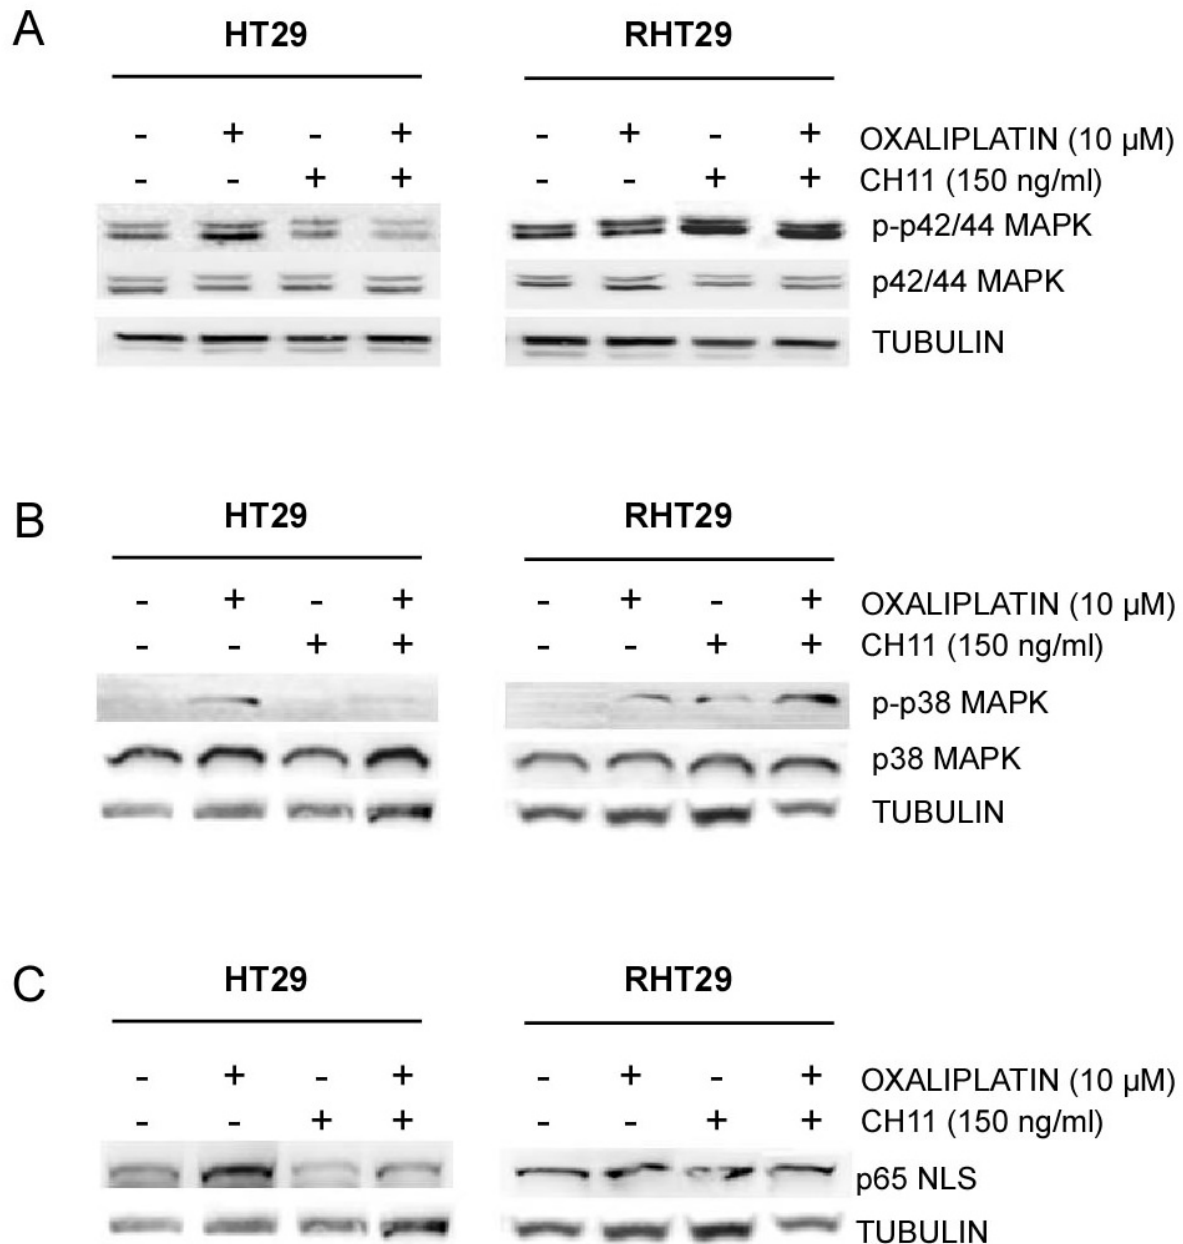 A
HT29 RHT29
- + - + - + - + OXALIPLATIN (10 µM)
- - + + - - + + CH11 (150 ng/ml)
p-p42/44 MAPK
p42/44 MAPK
TUBULIN
B
HT29 RHT29
- + - + - + - + OXALIPLATIN (10 µM)
- - + + - - + + CH11 (150 ng/ml)
p-p38 MAPK
p38 MAPK
TUBULIN
C
HT29 RHT29
- + - + - + - + OXALIPLATIN (10 µM)
- - + + - - + + CH11 (150 ng/ml)
p65 NLS
TUBULIN